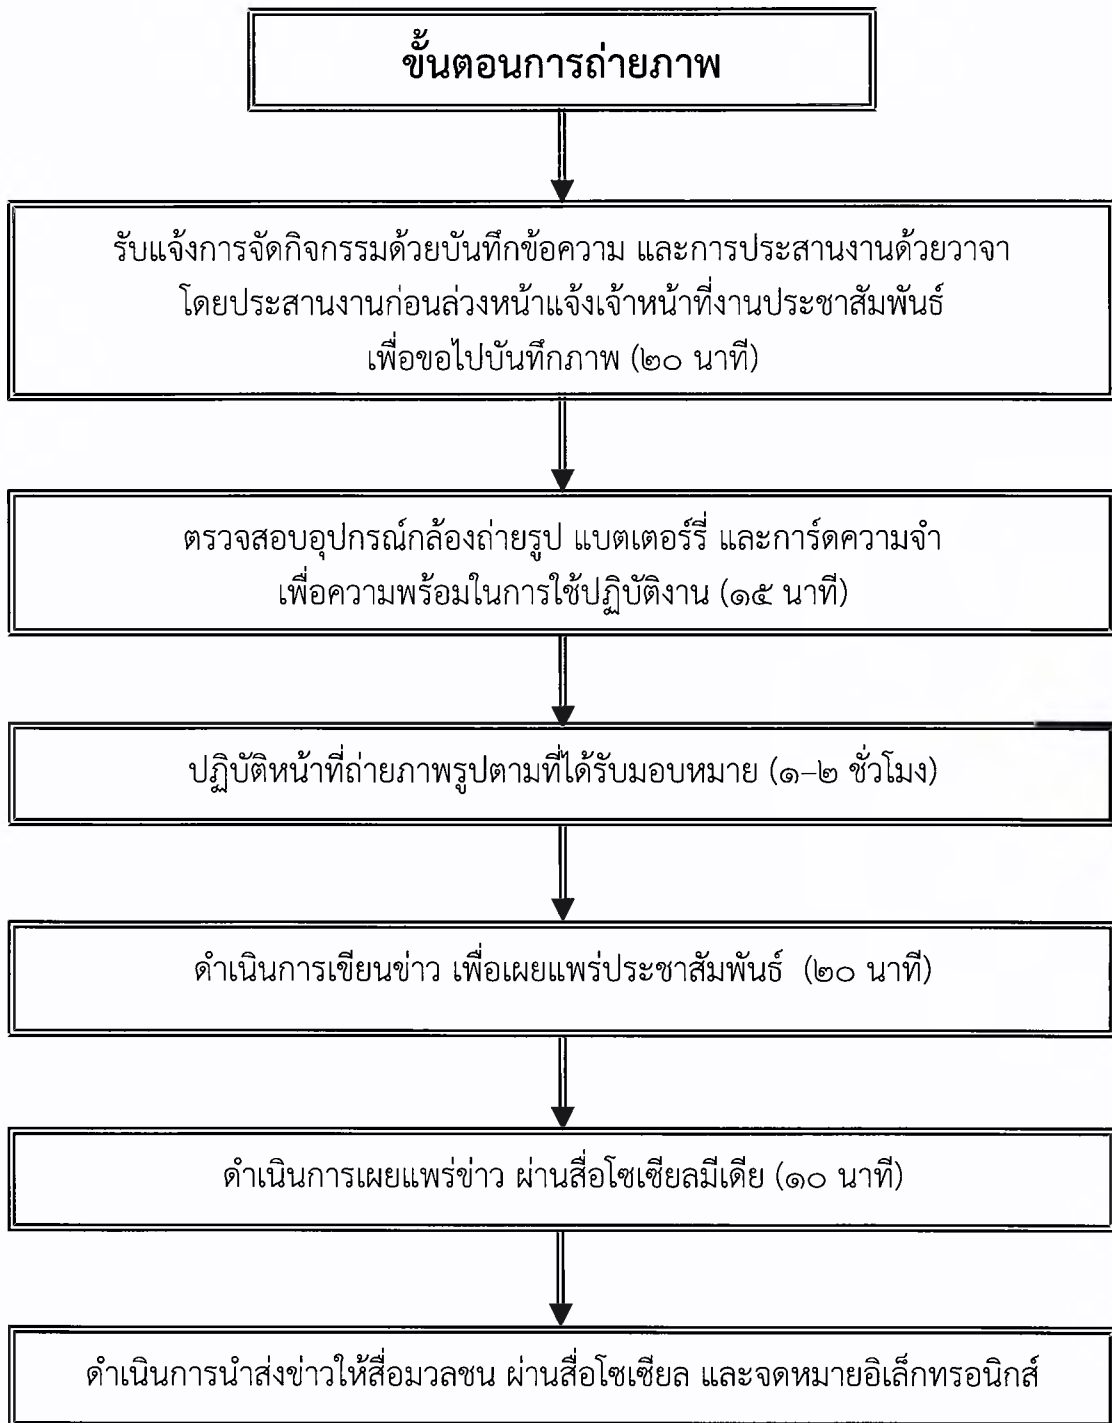 ขั้นตอนการถ่ายภาพ
รับแจ้งการจัดกิจกรรมด้วยบันทึกข้อความ และการประสานงานด้วยวาจา
โดยประสานงานก่อนล่วงหน้าแจ้งเจ้าหน้าที่งานประชาสัมพันธ์
เพื่อขอไปบันทึกภาพ (๒๐ นาที)
ตรวจสอบอุปกรณ์กล้องถ่ายรูป แบตเตอร์รี่ และการ์ดความจำ
เพื่อความพร้อมในการใช้ปฏิบัติงาน (๑๕ นาที)
ปฏิบัติหน้าที่ถ่ายภาพรูปตามที่ได้รับมอบหมาย (๑–๒ ชั่วโมง)
ดำเนินการเขียนข่าว เพื่อเผยแพร่ประชาสัมพันธ์ (๒๐ นาที)
ดำเนินการเผยแพร่ข่าว ผ่านสื่อโซเซียลมีเดีย (๑๐ นาที)
ดำเนินการนำส่งข่าวให้สื่อมวลชน ผ่านสื่อโซเซียล และจดหมายอิเล็กทรอนิกส์